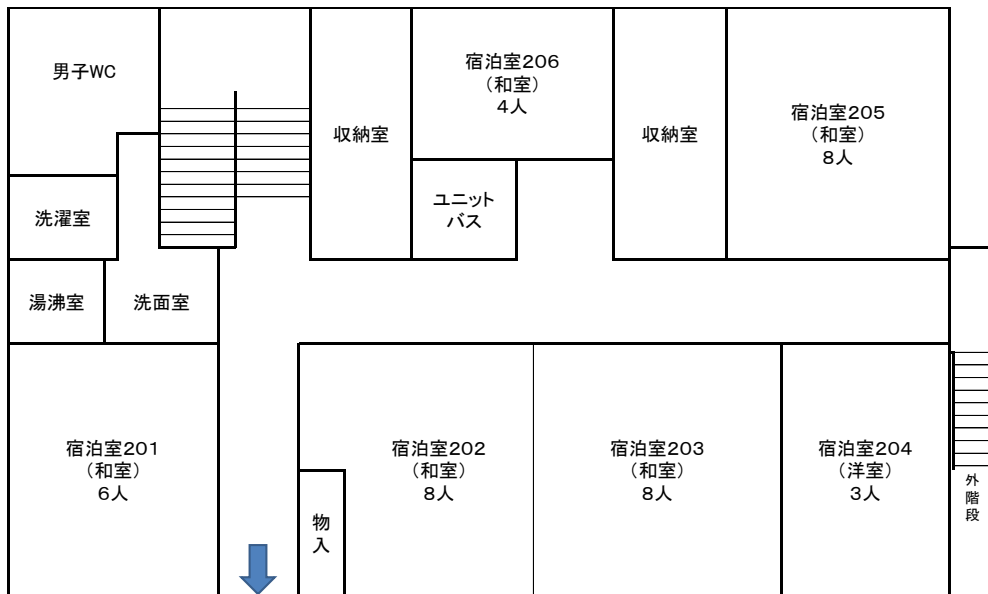 男子WC
収納室
宿泊室206
（和室）
4人
収納室
宿泊室205
（和室）
8人
洗濯室
ユニット
バス
湯沸室
洗面室
宿泊室201
（和室）
6人
宿泊室202
（和室）
8人
宿泊室203
（和室）
8人
宿泊室204
（洋室）
3人
物
入
外
階
段